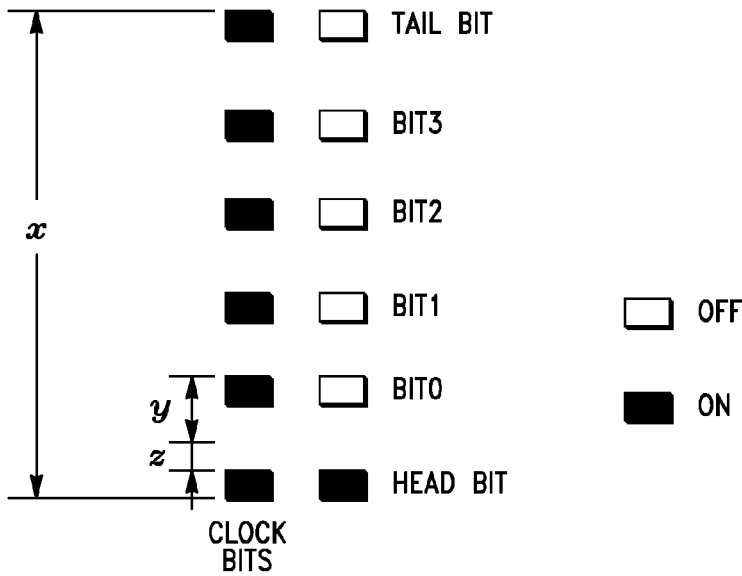 TAIL BIT
BIT3
BIT2
x
BIT1
OFF
BIT0
ON
y
z
HEAD BIT
CLOCK
BITS